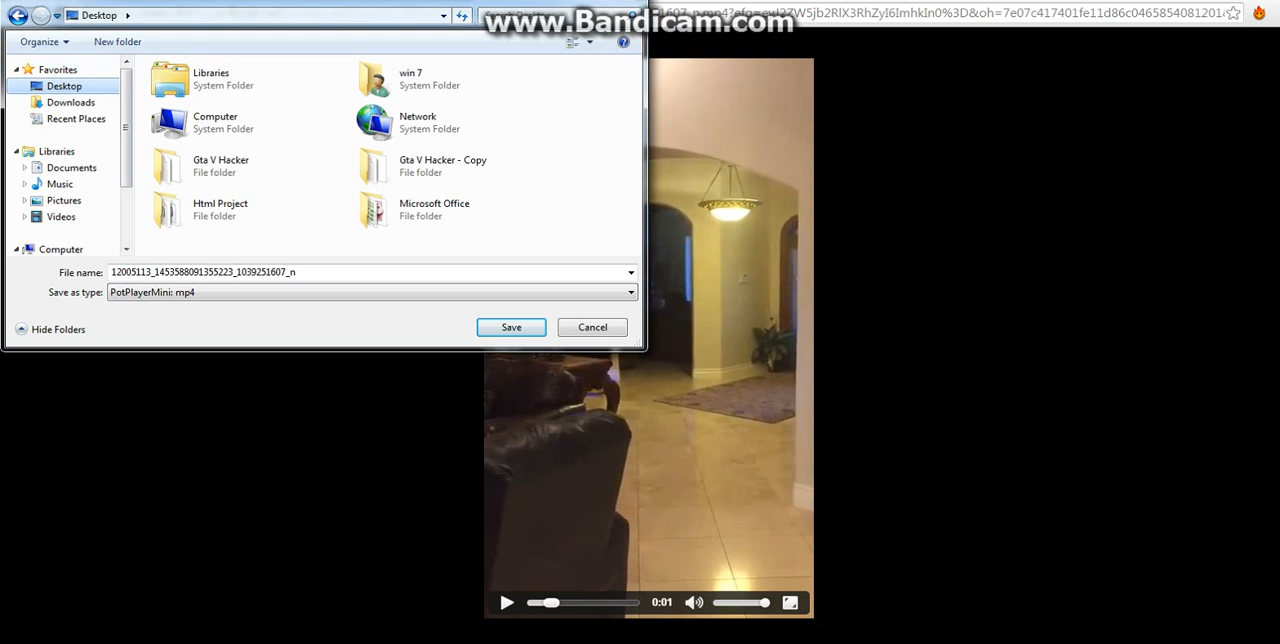 www.Bandicam.com
Desktop
Organize
New folder
Favorites
Desktop
Downloads
Recent Places
Libraries
Documents
Music
Pictures
Videos
Computer
Libraries
System Folder
win 7
System Folder
Computer
System Folder
Network
System Folder
Gta V Hacker
File folder
Gta V Hacker - Copy
File folder
Html Project
File folder
Microsoft Office
File folder
File name: 12005113_1453588091355223_1039251607_n
Save as type: PotPlayerMini: mp4
Hide Folders
Save
Cancel
0:01